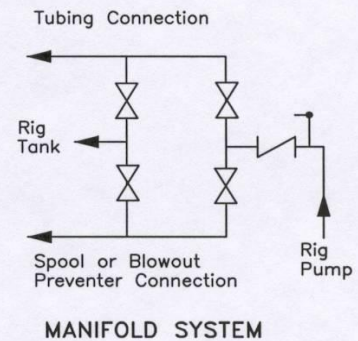 Tubing Connection
Rig
Tank
Rig
Pump
Spool or Blowout
Preventer Connection
MANIFOLD SYSTEM